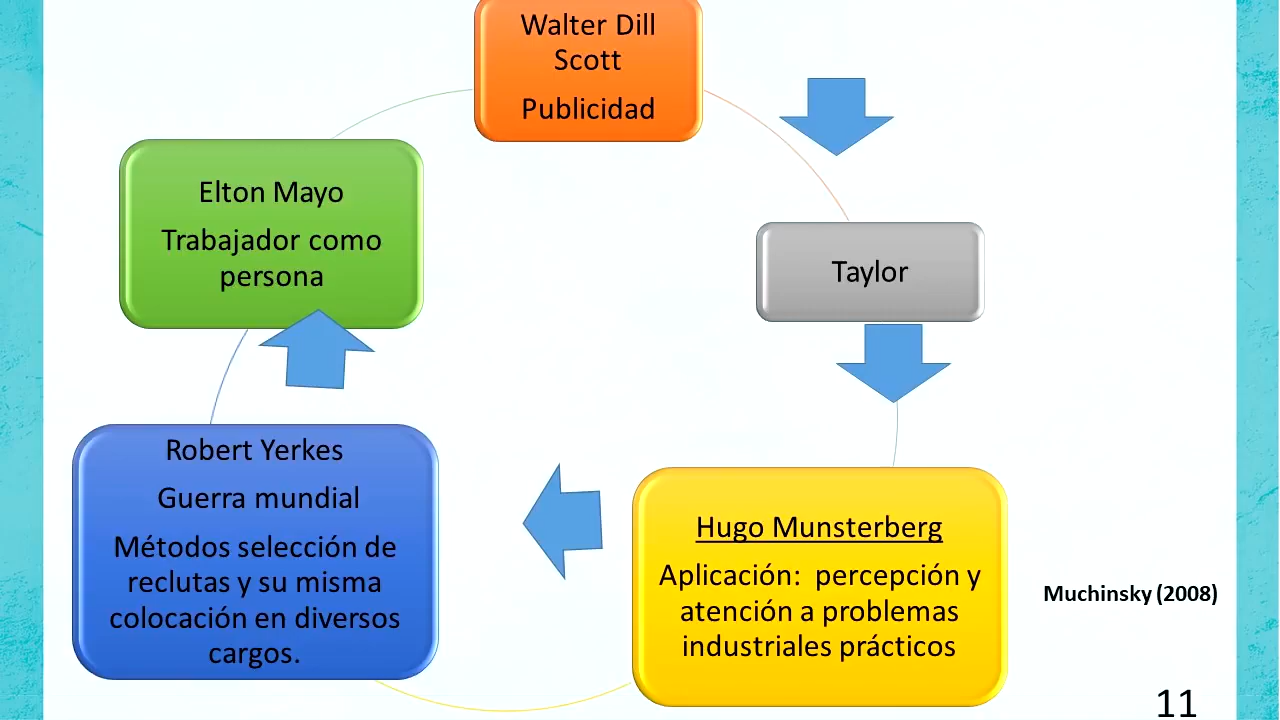 Walter Dill
Scott
Publicidad
Taylor
Hugo Munsterberg
Aplicación: percepción y
atención a problemas
industriales prácticos
Robert Yerkes
Guerra mundial
Métodos selección de
reclutas y su misma
colocación en diversos
cargos.
Elton Mayo
Trabajador como
persona
Muchinsky (2008)
11